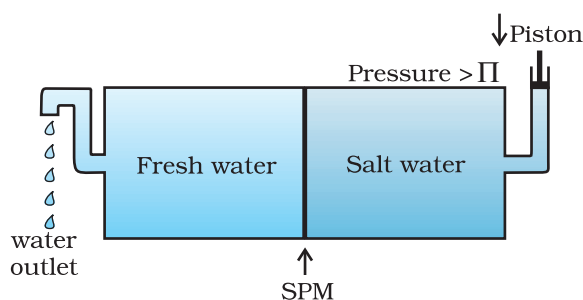 Piston
Pressure > Π
Fresh water
Salt water
water
outlet
SPM